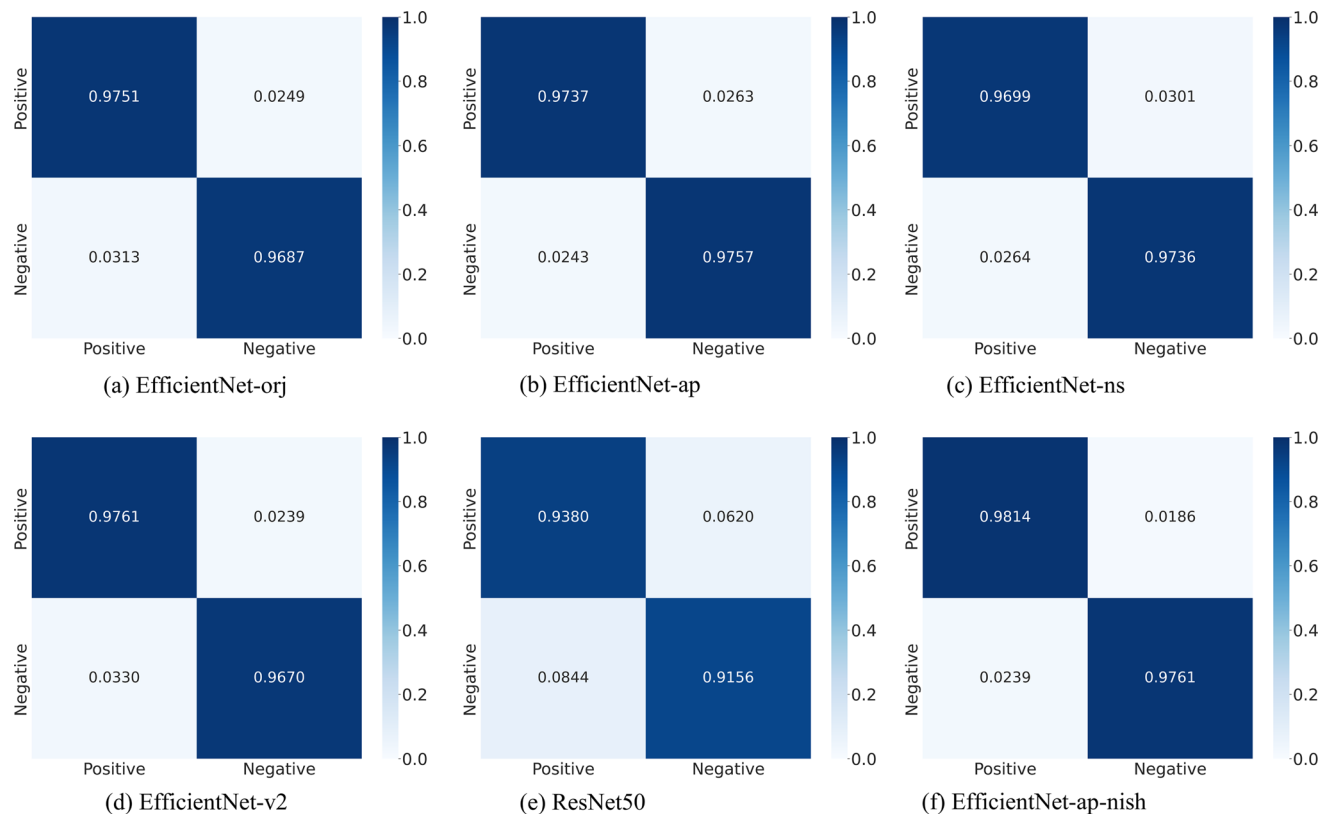 1.0
Positive
0.9751
0.0249
0.8
0.6
0.4
Negative
0.0313
0.9687
0.2
0.0
Positive
Negative
(a) EfficientNet-orj
1.0
Positive
0.9737
0.0263
0.8
0.6
0.4
Negative
0.0243
0.9757
0.2
0.0
Positive
Negative
(b) EfficientNet-ap
1.0
Positive
0.9699
0.0301
0.8
0.6
0.4
Negative
0.0264
0.9736
0.2
0.0
Positive
Negative
(c) EfficientNet-ns
1.0
Positive
0.9761
0.0239
0.8
0.6
0.4
Negative
0.0330
0.9670
0.2
0.0
Positive
Negative
(d) EfficientNet-v2
1.0
Positive
0.9380
0.0620
0.8
0.6
0.4
Negative
0.0844
0.9156
0.2
0.0
Positive
Negative
(e) ResNet50
1.0
Positive
0.9814
0.0186
0.8
0.6
0.4
Negative
0.0239
0.9761
0.2
0.0
Positive
Negative
(f) EfficientNet-ap-nish